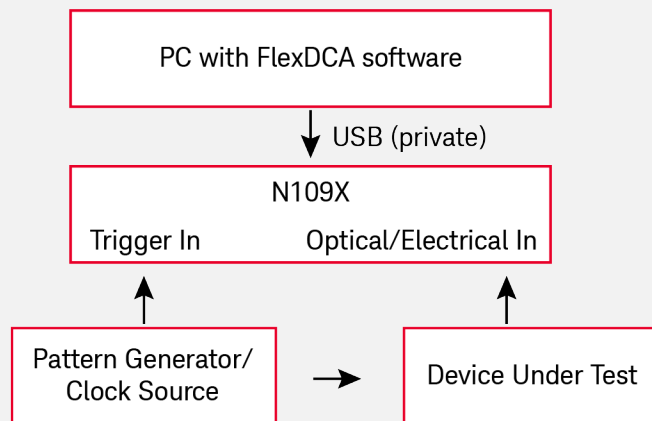 PC with FlexDCA software
USB (private)
N109X
Trigger In
Optical/Electrical In
Pattern Generator/
Clock Source
Device Under Test